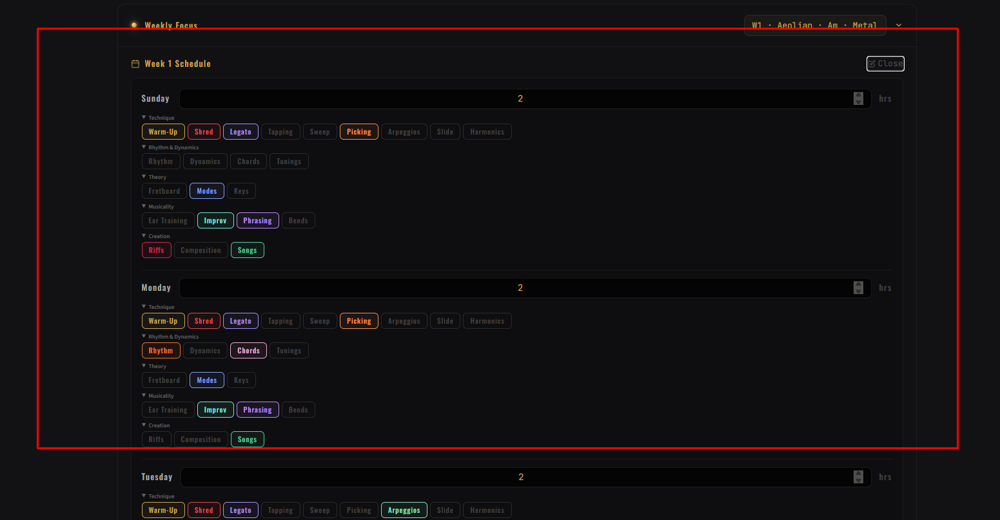 Weekly Focus
W1 · Aeolian · Am · Metal
Week 1 Schedule
Close
Sunday 2 hrs
Technique
Warm-Up Shred Legato Tapping Sweep Picking Arpeggios Slide Harmonics
Rhythm & Dynamics
Rhythm Dynamics Chords Tunings
Theory
Fretboard Modes Keys
Musicality
Ear Training Improv Phrasing Bends
Creation
Riffs Composition Songs
Monday 2 hrs
Technique
Warm-Up Shred Legato Tapping Sweep Picking Arpeggios Slide Harmonics
Rhythm & Dynamics
Rhythm Dynamics Chords Tunings
Theory
Fretboard Modes Keys
Musicality
Ear Training Improv Phrasing Bends
Creation
Riffs Composition Songs
Tuesday 2 hrs
Technique
Warm-Up Shred Legato Tapping Sweep Picking Arpeggios Slide Harmonics